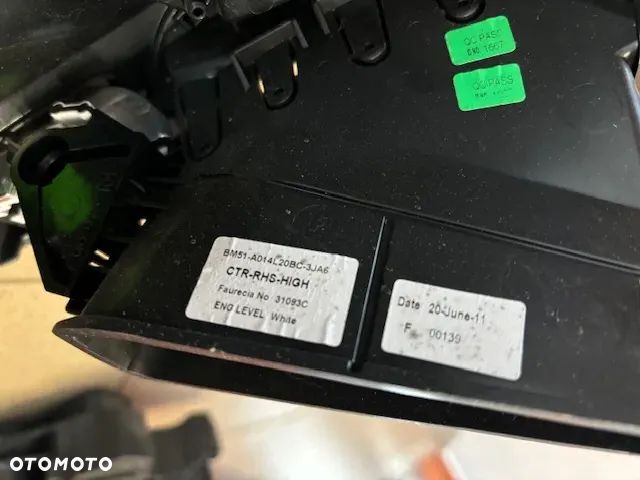 QC PASS
QC PASS
BM51-A014L20BC-3JA6
CTR-RHS-HIGH
Faurecia No 31093C
ENG LEVEL White
Date 20-June-11
F 00139
OTOMOTO